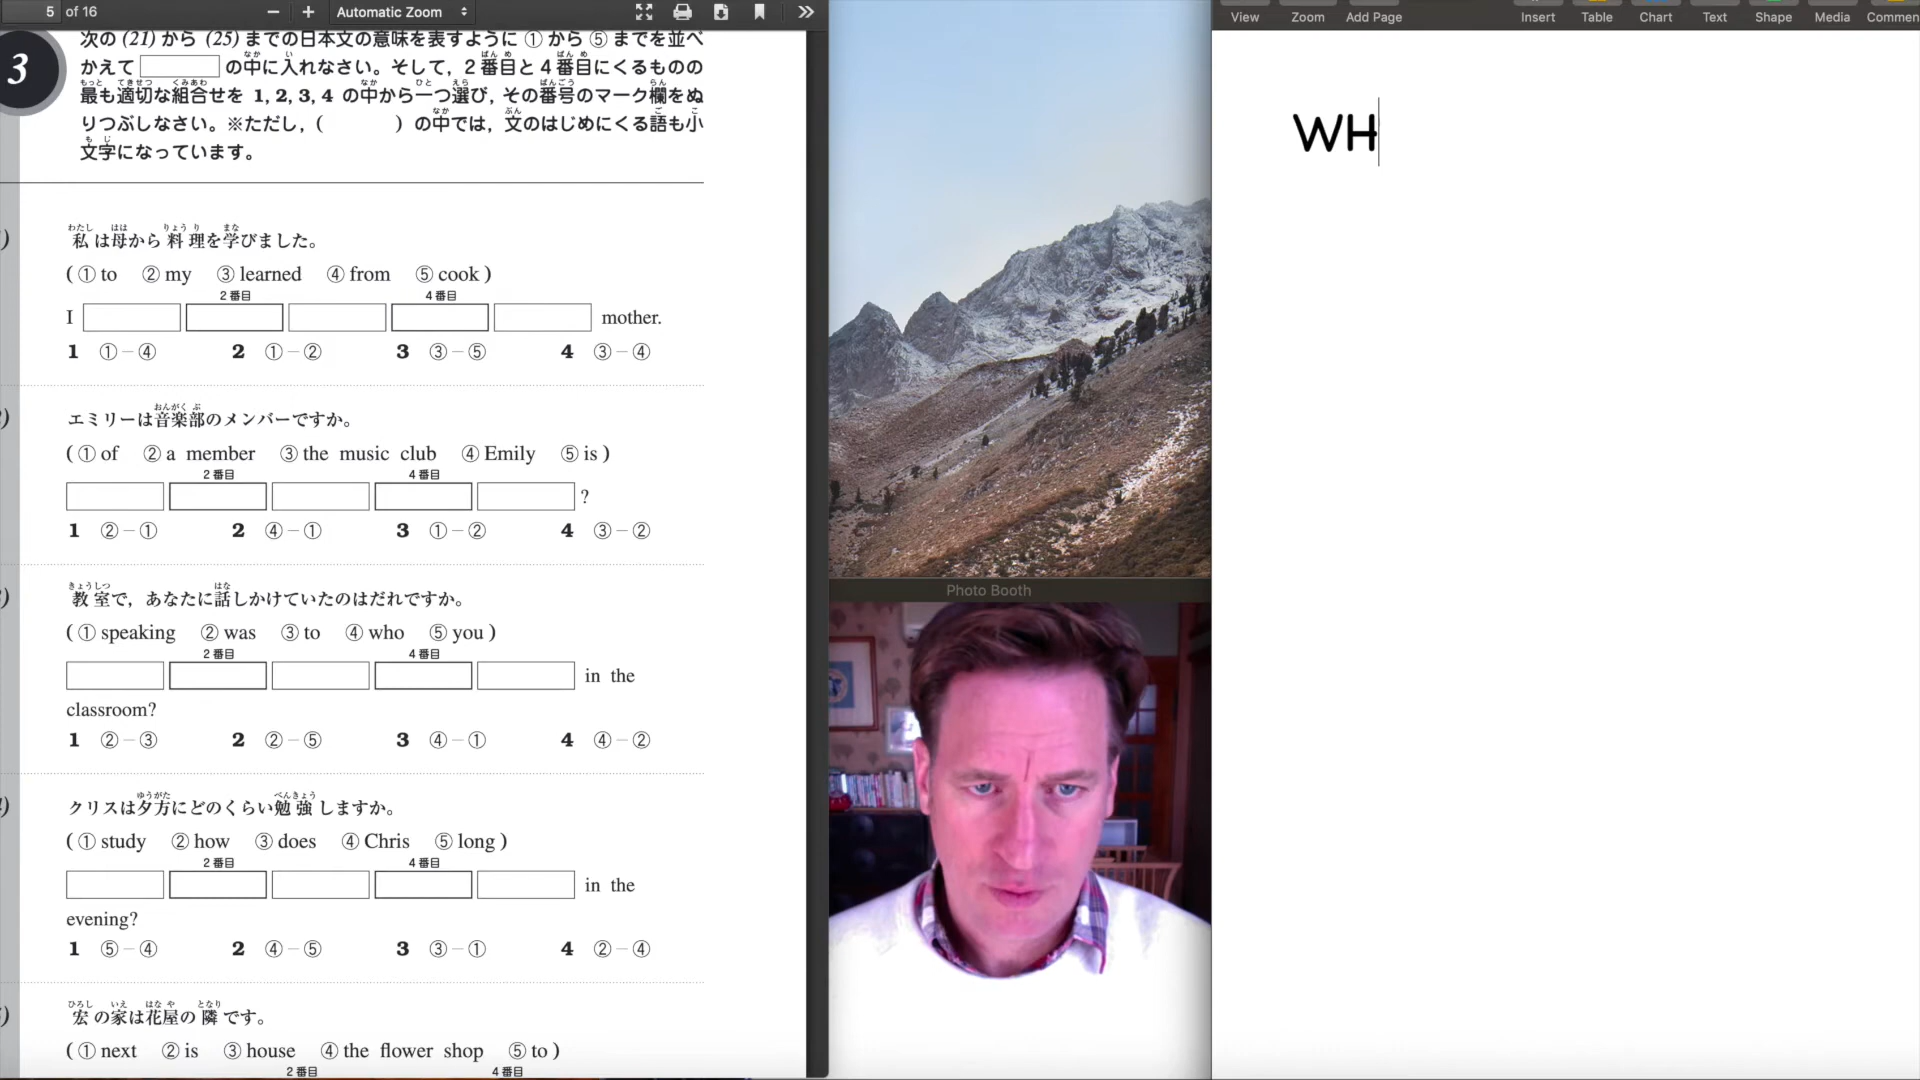 5 of 16
Automatic Zoom
View Zoom Add Page
Insert Table Chart Text Shape Media Commen
3
次の (21) から (25) までの日本文の意味を表すように ① から ⑤ までを並べ
かえて の中に入れなさい。そして, 2番目と4番目にくるものの
最も適切な組合せを 1, 2, 3, 4 の中から一つ選び, その番号のマーク欄をぬ
りつぶしなさい。※ただし, ( ) の中では, 文のはじめにくる語も小
文字になっています。
私は母から料理を学びました。
( ① to ② my ③ learned ④ from ⑤ cook )
2番目 4番目
I mother.
1 ① – ④ 2 ① – ② 3 ③ – ⑤ 4 ③ – ④
エミリーは音楽部のメンバーですか。
( ① of ② a member ③ the music club ④ Emily ⑤ is )
2番目 4番目
?
1 ② – ① 2 ④ – ① 3 ① – ② 4 ③ – ②
教室で, あなたに話しかけていたのはだれですか。
( ① speaking ② was ③ to ④ who ⑤ you )
2番目 4番目
in the
classroom?
1 ② – ③ 2 ② – ⑤ 3 ④ – ① 4 ④ – ②
クリスは夕方にどのくらい勉強しますか。
( ① study ② how ③ does ④ Chris ⑤ long )
2番目 4番目
in the
evening?
1 ⑤ – ④ 2 ④ – ⑤ 3 ③ – ① 4 ② – ④
宏の家は花屋の隣です。
( ① next ② is ③ house ④ the flower shop ⑤ to )
2番目 4番目
Photo Booth
WH